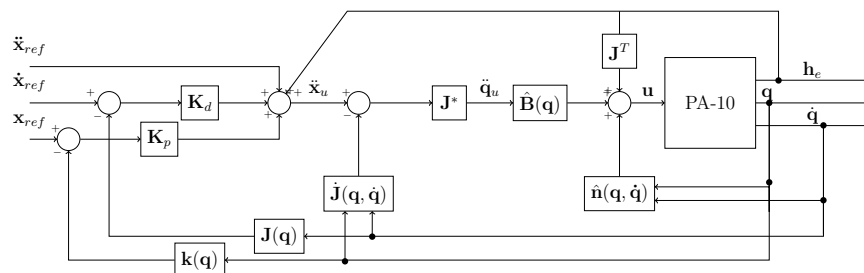 ẍ_ref
J^T
ẋ_ref
K_d
ẍ_u
J*
q̈_u
B̂(q)
u
PA-10
h_e
q
x_ref
K_p
q̇
J̇(q, q̇)
n̂(q, q̇)
J(q)
k(q)